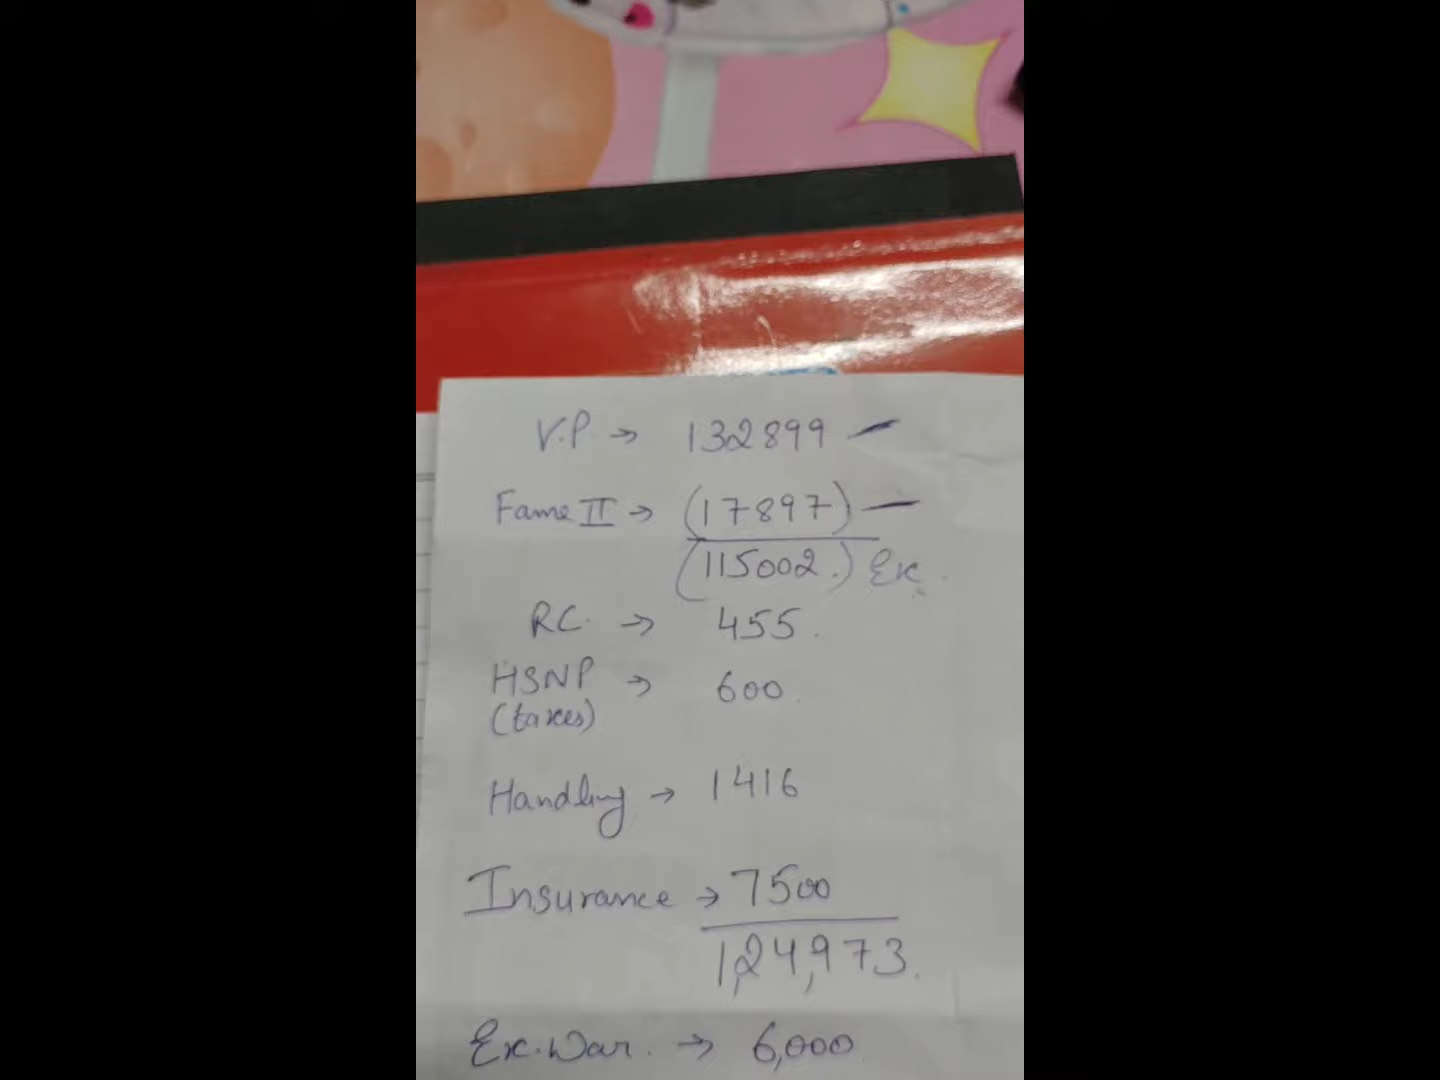 V.P. → 132899 —
Fame II → (17897) —
(115002.) Ex.
RC. → 455.
HSNP → 600.
(taxes)
Handling → 1416
Insurance → 7500
1,24,973.
Ex. War. → 6,000